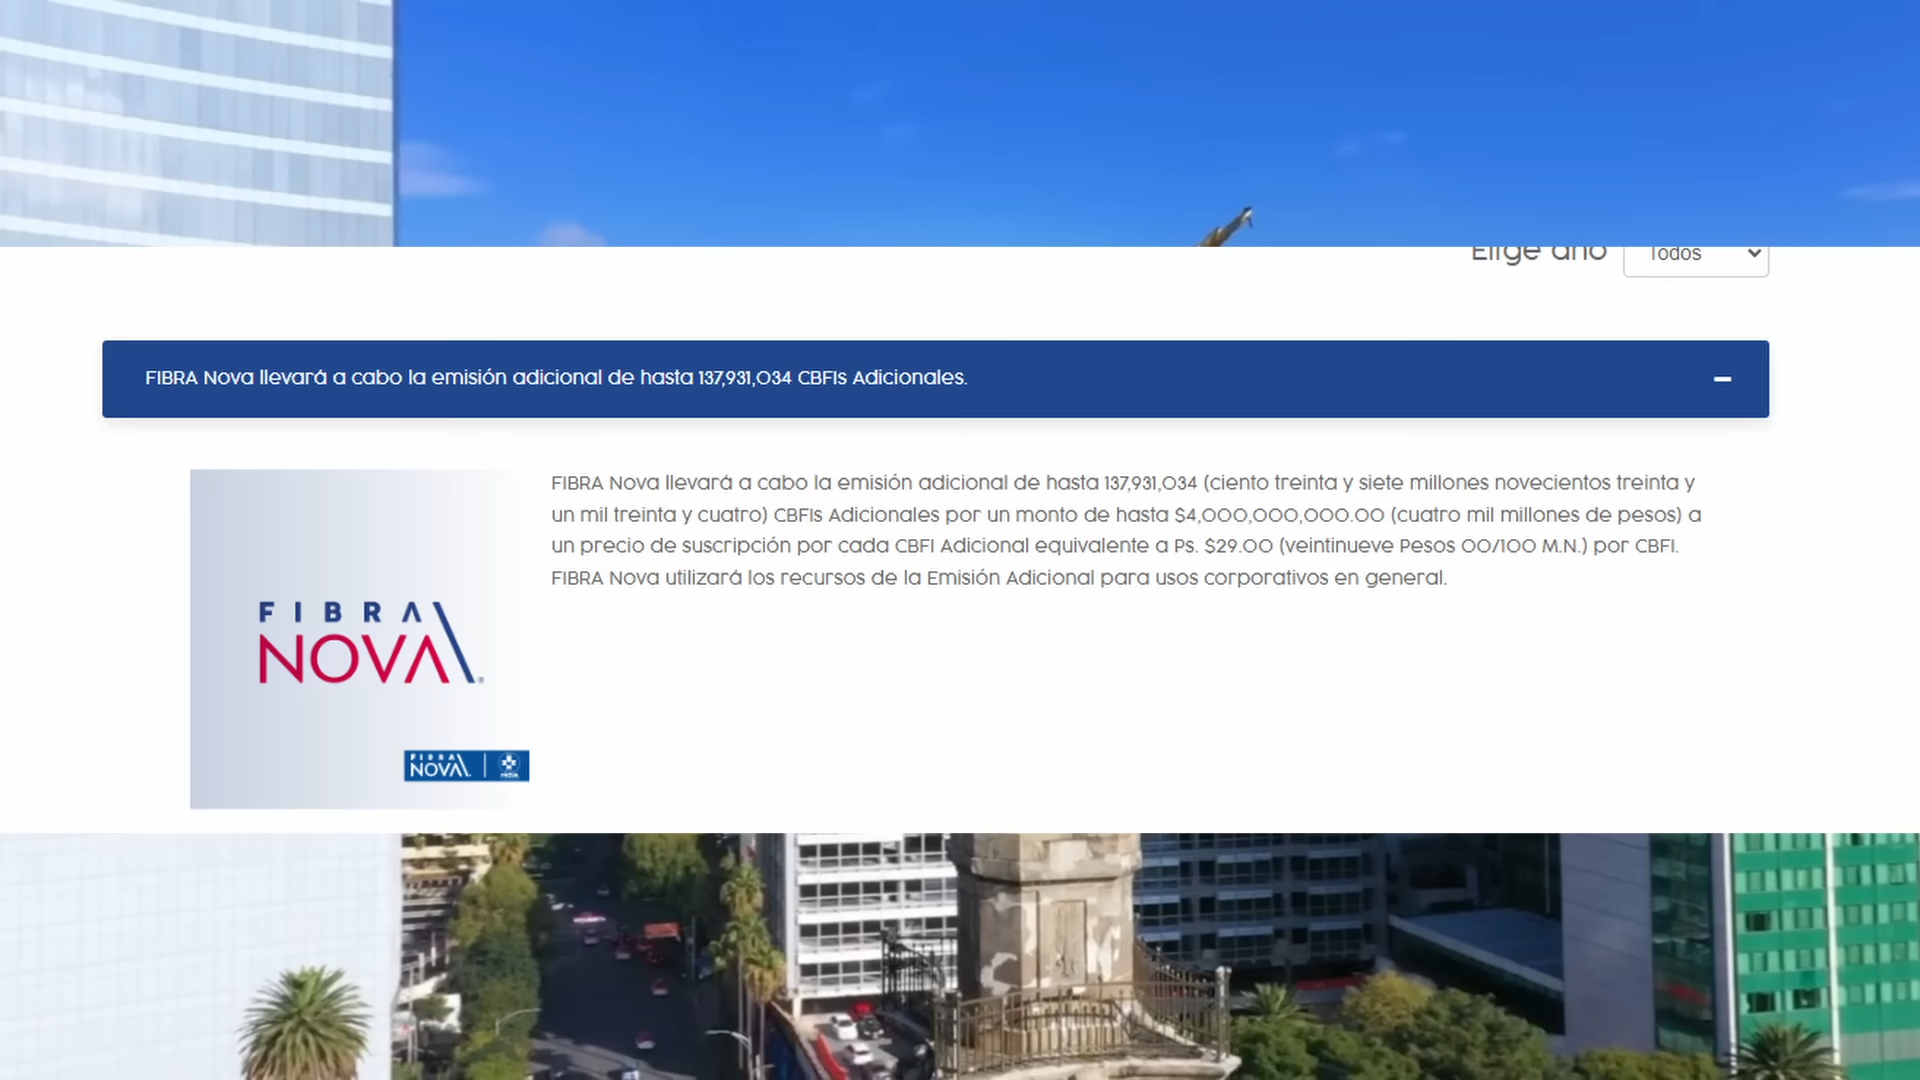 Elige año Todos
FIBRA Nova llevará a cabo la emisión adicional de hasta 137,931,034 CBFIs Adicionales.
FIBRA Nova llevará a cabo la emisión adicional de hasta 137,931,034 (ciento treinta y siete millones novecientos treinta y
un mil treinta y cuatro) CBFIs Adicionales por un monto de hasta $4,000,000,000.00 (cuatro mil millones de pesos) a
un precio de suscripción por cada CBFI Adicional equivalente a Ps. $29.00 (veintinueve Pesos 00/100 M.N.) por CBFI.
FIBRA Nova utilizará los recursos de la Emisión Adicional para usos corporativos en general.
FIBRA
NOVA
FIBRA
NOVA